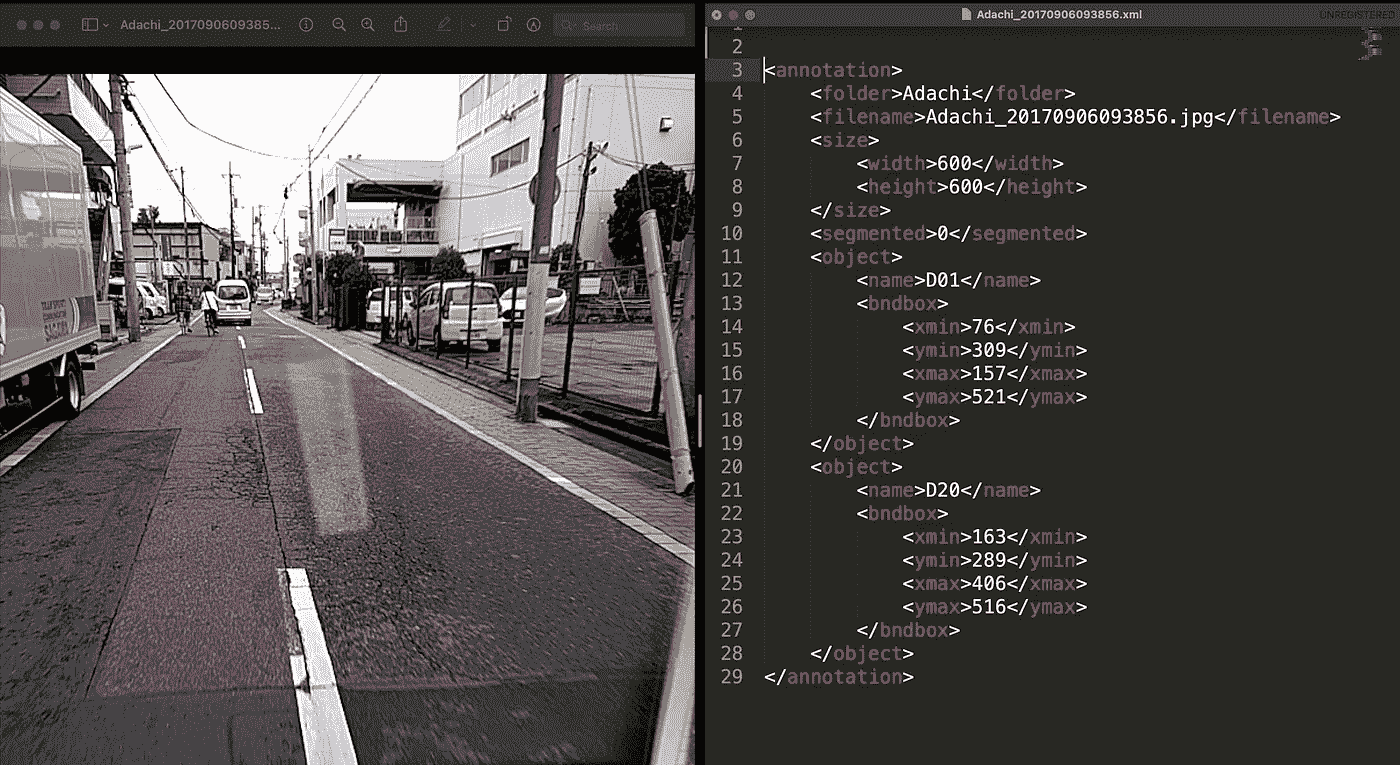 Adachi_2017090609385...
Search
Adachi_20170906093856.xml
UNREGISTERED
1
2
3 <annotation>
4 <folder>Adachi</folder>
5 <filename>Adachi_20170906093856.jpg</filename>
6 <size>
7 <width>600</width>
8 <height>600</height>
9 </size>
10 <segmented>0</segmented>
11 <object>
12 <name>D01</name>
13 <bndbox>
14 <xmin>76</xmin>
15 <ymin>309</ymin>
16 <xmax>157</xmax>
17 <ymax>521</ymax>
18 </bndbox>
19 </object>
20 <object>
21 <name>D20</name>
22 <bndbox>
23 <xmin>163</xmin>
24 <ymin>289</ymin>
25 <xmax>406</xmax>
26 <ymax>516</ymax>
27 </bndbox>
28 </object>
29 </annotation>